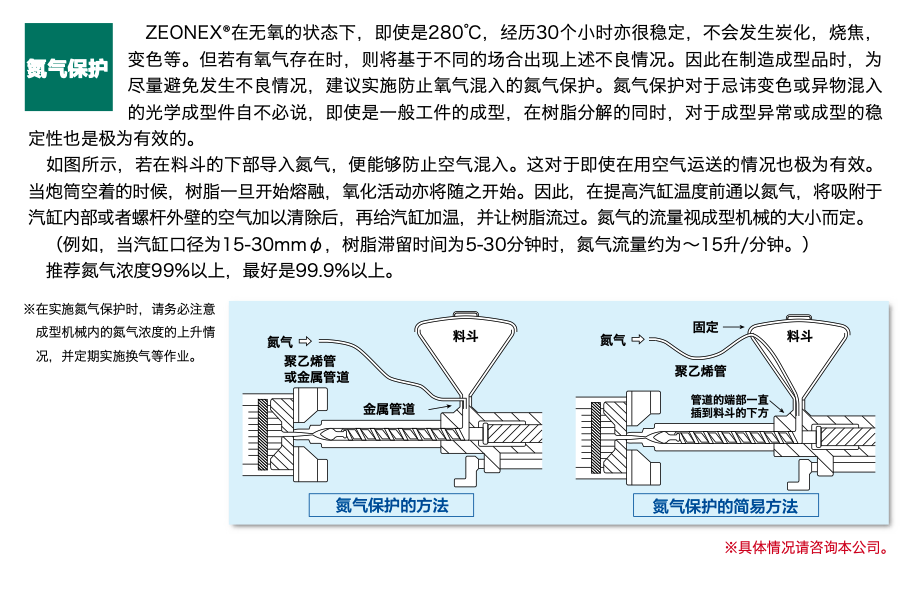 氮气保护
ZEONEX®在无氧的状态下，即使是280℃，经历30个小时亦很稳定，不会发生炭化，烧焦，
变色等。但若有氧气存在时，则将基于不同的场合出现上述不良情况。因此在制造成型品时，为
尽量避免发生不良情况，建议实施防止氧气混入的氮气保护。氮气保护对于忌讳变色或异物混入
的光学成型件自不必说，即使是一般工件的成型，在树脂分解的同时，对于成型异常或成型的稳
定性也是极为有效的。
如图所示，若在料斗的下部导入氮气，便能够防止空气混入。这对于即使在用空气运送的情况也极为有效。
当炮筒空着的时候，树脂一旦开始熔融，氧化活动亦将随之开始。因此，在提高汽缸温度前通以氮气，将吸附于
汽缸内部或者螺杆外壁的空气加以清除后，再给汽缸加温，并让树脂流过。氮气的流量视成型机械的大小而定。
（例如，当汽缸口径为15-30mmφ，树脂滞留时间为5-30分钟时，氮气流量约为～15升/分钟。）
推荐氮气浓度99%以上，最好是99.9%以上。
※在实施氮气保护时，请务必注意
成型机械内的氮气浓度的上升情
况，并定期实施换气等作业。
氮气
料斗
聚乙烯管
或金属管道
金属管道
氮气保护的方法
固定
氮气
料斗
聚乙烯管
管道的端部一直
插到料斗的下方
氮气保护的简易方法
※具体情况请咨询本公司。